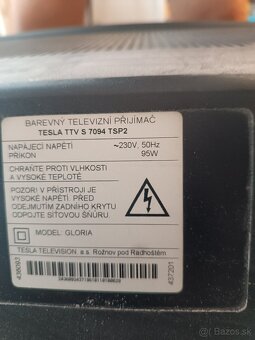 BAREVNÝ TELEVIZNÍ PŘIJÍMAČ
TESLA TTV S 7094 TSP2
NAPÁJECÍ NAPĚTÍ ~230V, 50Hz
PŘÍKON 95W
CHRAŇTE PROTI VLHKOSTI
A VYSOKÉ TEPLOTĚ
POZOR! V PŘÍSTROJI JE
VYSOKÉ NAPĚTÍ. PŘED
ODEJMUTÍM ZADNÍHO KRYTU
ODPOJTE SÍŤOVOU ŠŇŮRU
MODEL: GLORIA
TESLA TELEVISION a.s. Rožnov pod Radhoštěm
438093
437201
bazos.sk